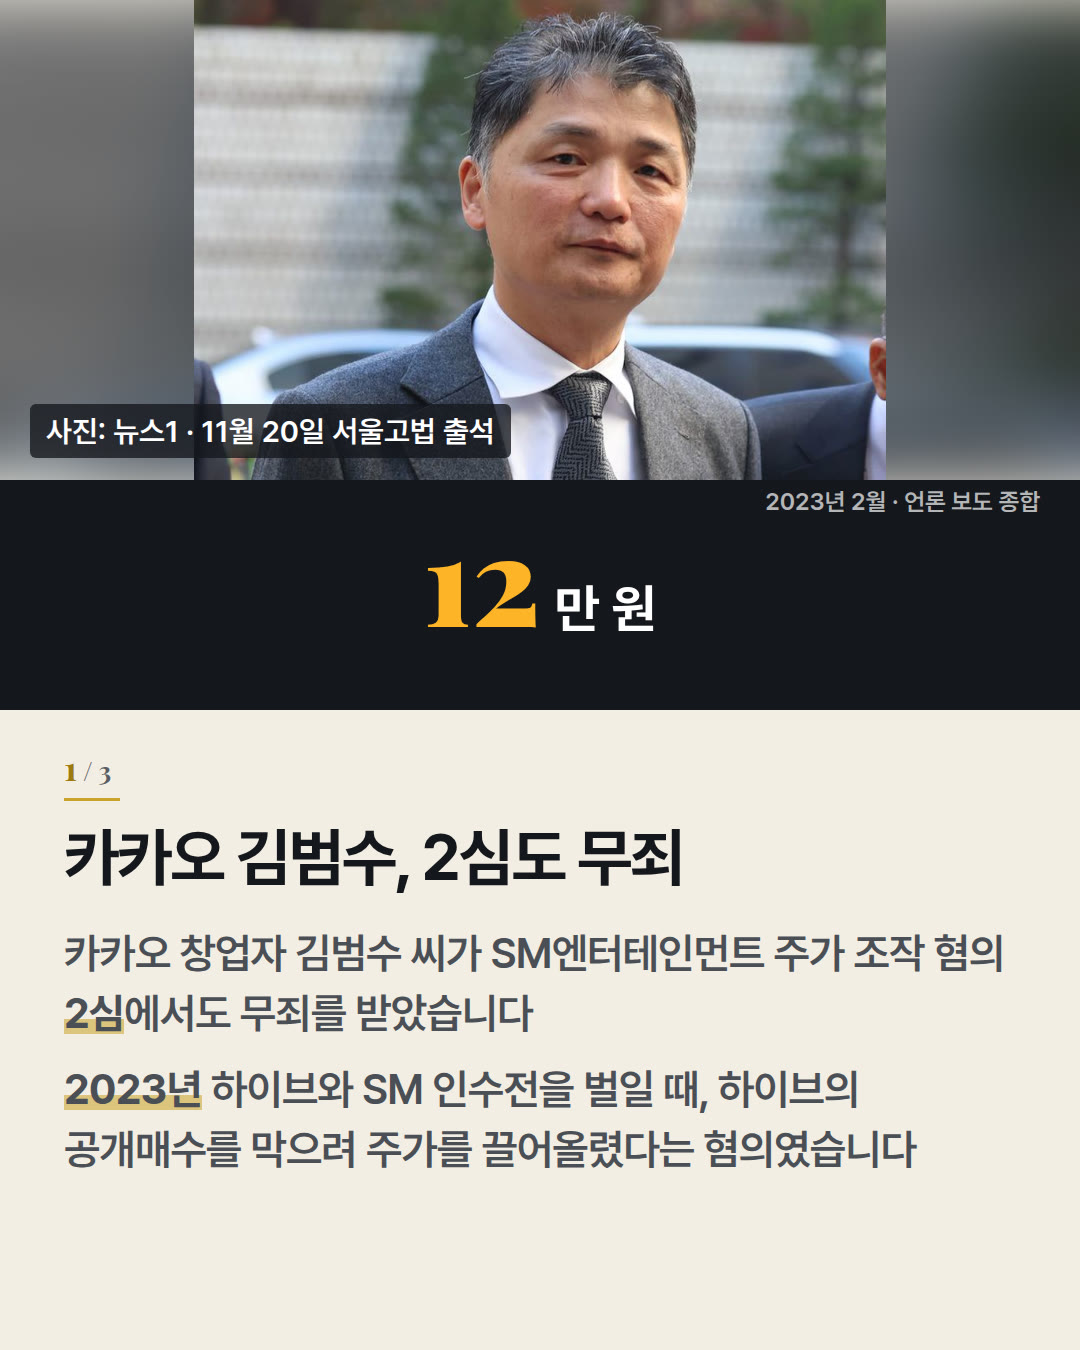 사진: 뉴스1 · 11월 20일 서울고법 출석
2023년 2월 · 언론 보도 종합
12 만 원
1 / 3
카카오 김범수, 2심도 무죄
카카오 창업자 김범수 씨가 SM엔터테인먼트 주가 조작 혐의
2심에서도 무죄를 받았습니다
2023년 하이브와 SM 인수전을 벌일 때, 하이브의
공개매수를 막으려 주가를 끌어올렸다는 혐의였습니다